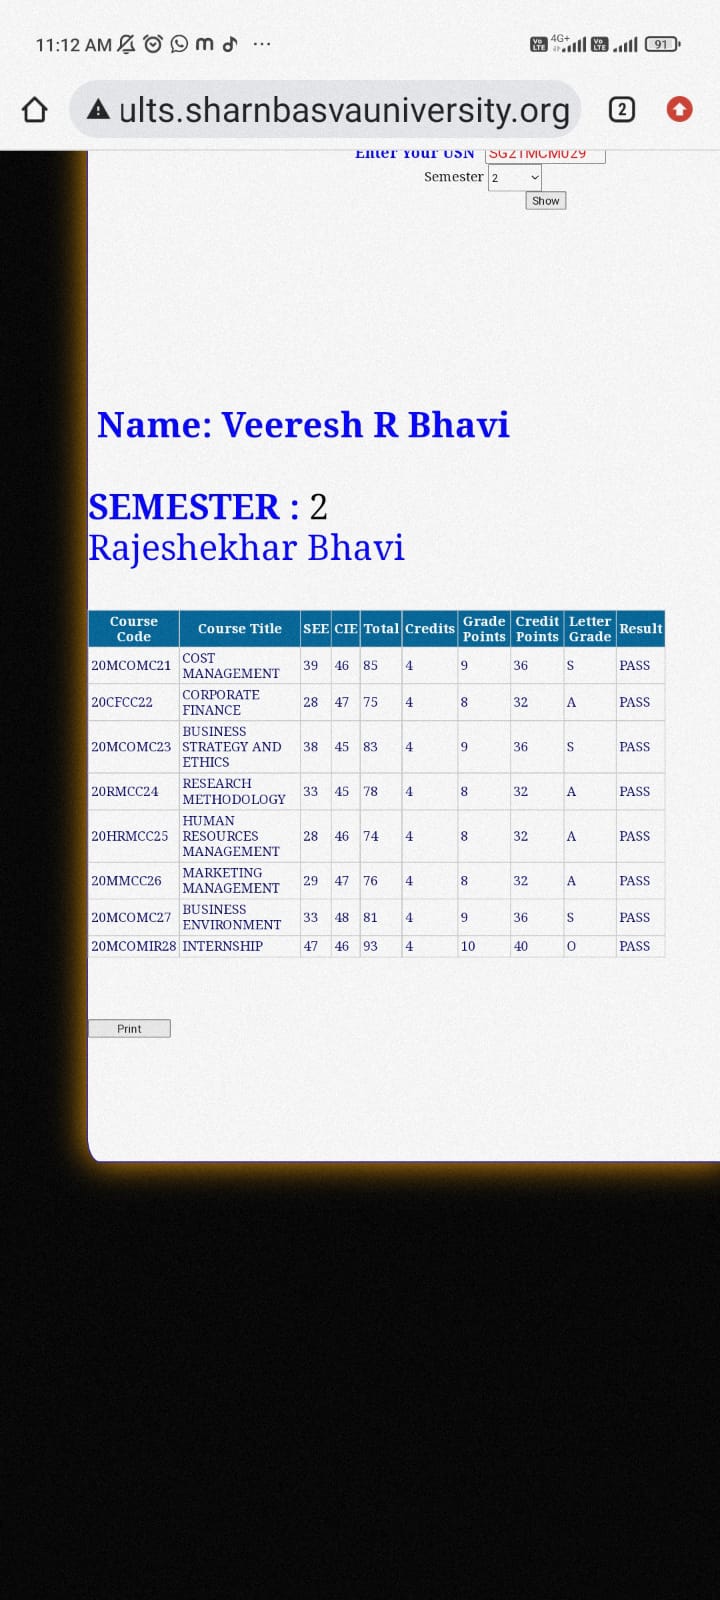 11:12 AM 4G+ Vo LTE Vo LTE 91
ults.sharnbasvauniversity.org 2
Enter Your USN SG21MCM029
Semester 2
Show
Name: Veeresh R Bhavi
SEMESTER : 2
Rajeshekhar Bhavi
Course Code Course Title SEE CIE Total Credits Grade Points Credit Points Letter Grade Result
20MCOMC21 COST MANAGEMENT 39 46 85 4 9 36 S PASS
20CFCC22 CORPORATE FINANCE 28 47 75 4 8 32 A PASS
20MCOMC23 BUSINESS STRATEGY AND ETHICS 38 45 83 4 9 36 S PASS
20RMCC24 RESEARCH METHODOLOGY 33 45 78 4 8 32 A PASS
20HRMCC25 HUMAN RESOURCES MANAGEMENT 28 46 74 4 8 32 A PASS
20MMCC26 MARKETING MANAGEMENT 29 47 76 4 8 32 A PASS
20MCOMC27 BUSINESS ENVIRONMENT 33 48 81 4 9 36 S PASS
20MCOMIR28 INTERNSHIP 47 46 93 4 10 40 O PASS
Print